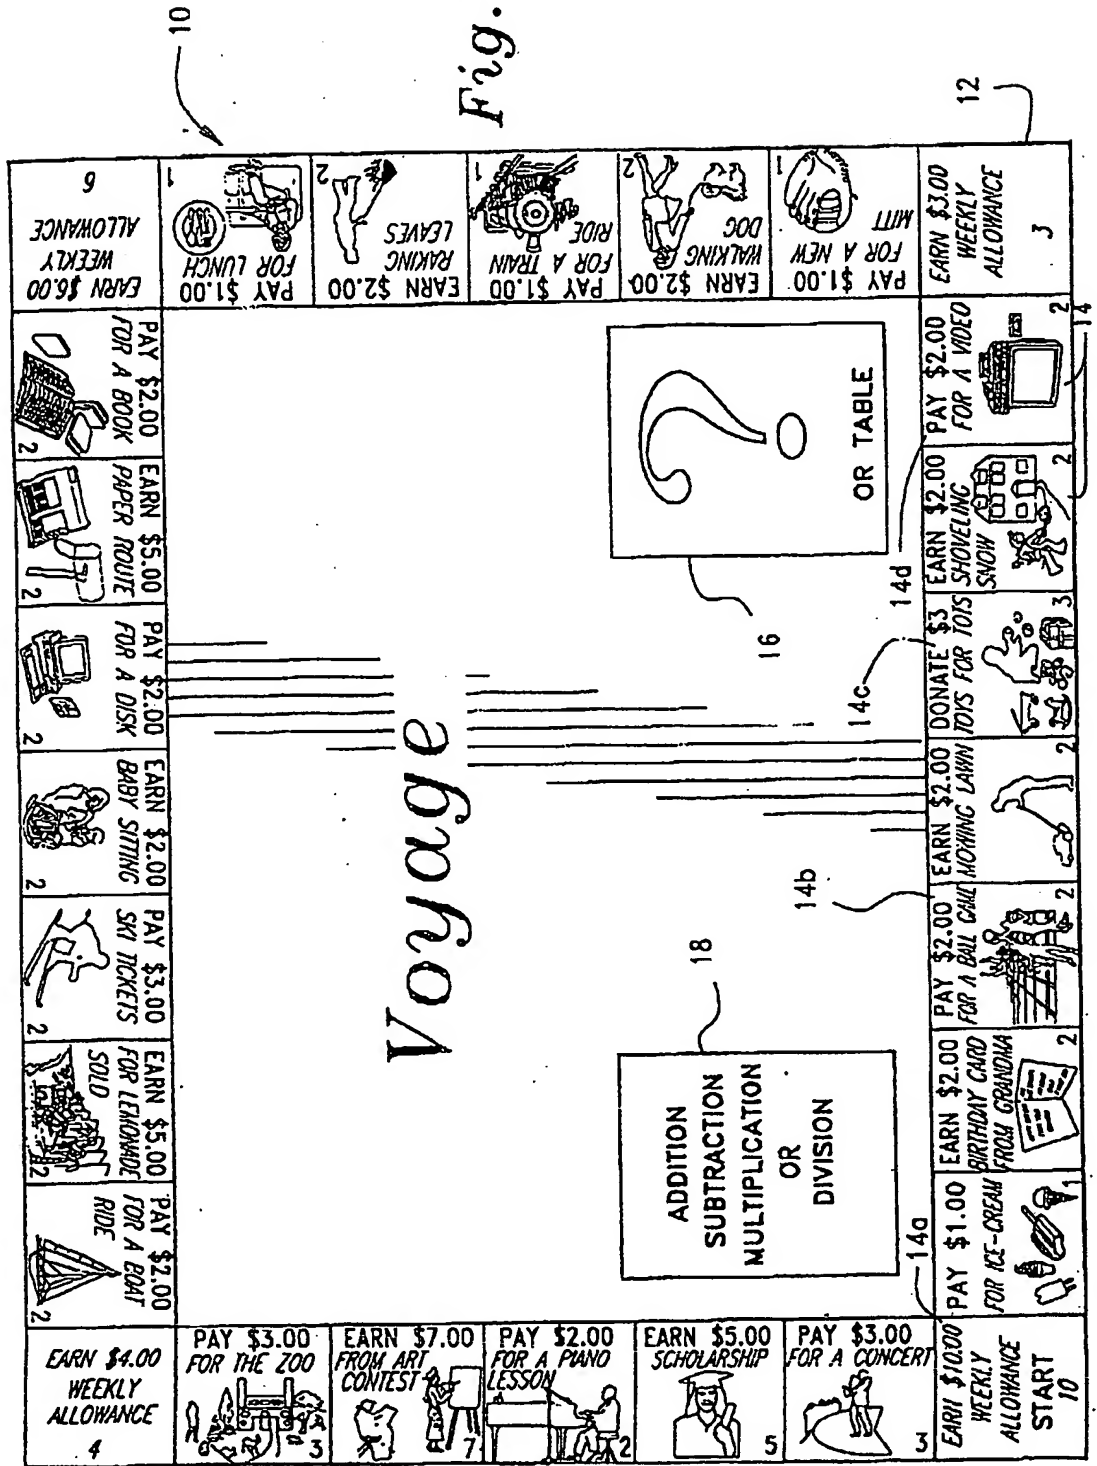 10
Fig.
12
EARN $10.00
WEEKLY
ALLOWANCE
START
10
PAY $1.00
FOR ICE-CREAM
1
EARN $2.00
BIRTHDAY CARD
FROM GRANDMA
2
PAY $2.00
FOR A BALL GAME
2
EARN $2.00
MOWING LAWN
2
DONATE $3
TOYS FOR TOTS
3
EARN $2.00
SHOVELING
SNOW
2
PAY $2.00
FOR A VIDEO
2
EARN $3.00
WEEKLY
ALLOWANCE
3
PAY $1.00
FOR A NEW
MITT
1
EARN $2.00
WALKING
DOG
2
PAY $1.00
FOR A TRAIN
RIDE
1
EARN $2.00
RAKING
LEAVES
2
PAY $1.00
FOR LUNCH
1
EARN $6.00
WEEKLY
ALLOWANCE
6
PAY $2.00
FOR A BOOK
2
EARN $5.00
PAPER ROUTE
2
PAY $2.00
FOR A DISK
2
EARN $2.00
BABY SITTING
2
PAY $3.00
SKI TICKETS
2
EARN $5.00
FOR LEMONADE
SOLD
2
PAY $2.00
FOR A BOAT
RIDE
2
EARN $4.00
WEEKLY
ALLOWANCE
4
PAY $3.00
FOR THE ZOO
3
EARN $7.00
FROM ART
CONTEST
7
PAY $2.00
FOR A PIANO
LESSON
2
EARN $5.00
SCHOLARSHIP
5
PAY $3.00
FOR A CONCERT
3
Voyage
?
OR TABLE
16
ADDITION
SUBTRACTION
MULTIPLICATION
OR
DIVISION
18
14a
14b
14c
14d
14